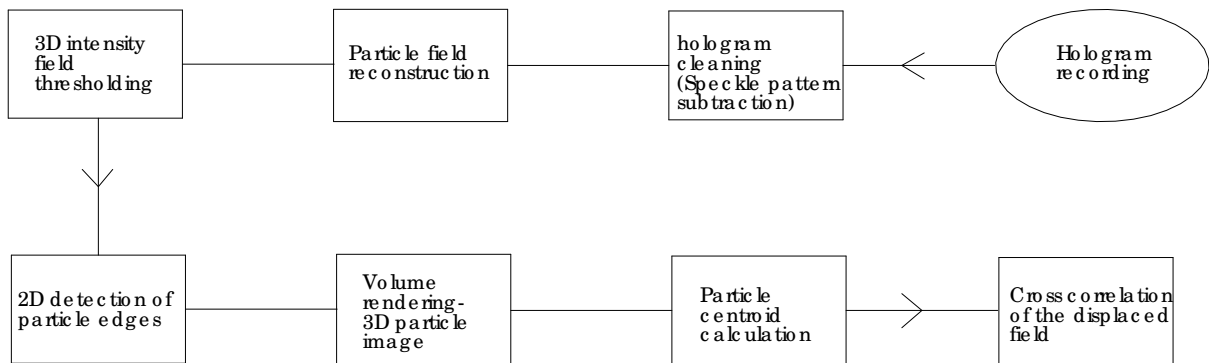 3D intensity
field
thresholding
Particle field
reconstruction
hologram
cleaning
(Speckle pattern
subtraction)
Hologram
recording
2D detection of
particle edges
Volume
rendering-
3D particle
image
Particle
centroid
calculation
Cross correlation
of the displaced
field